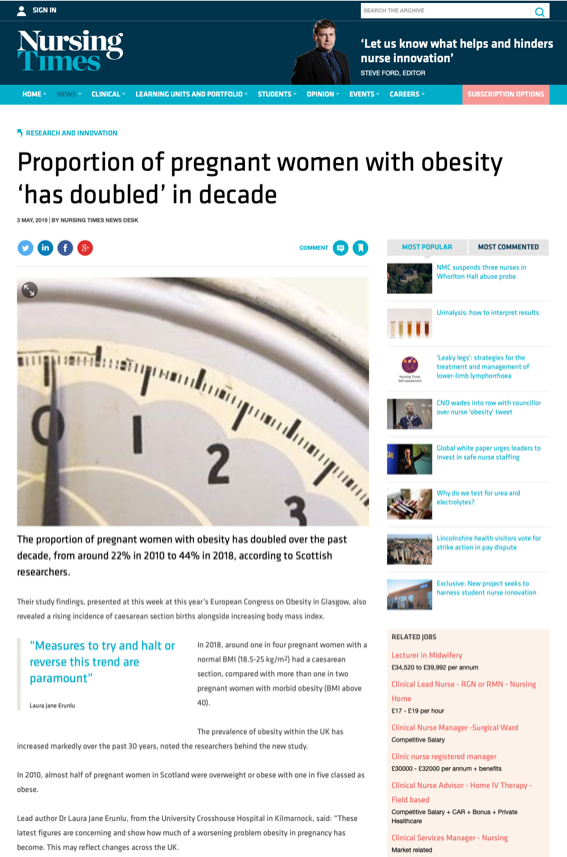 SIGN IN
SEARCH THE ARCHIVE
Nursing
Times
‘Let us know what helps and hinders
nurse innovation’
STEVE FORD, EDITOR
HOME NEWS CLINICAL LEARNING UNITS AND PORTFOLIO STUDENTS OPINION EVENTS CAREERS SUBSCRIPTION OPTIONS
RESEARCH AND INNOVATION
Proportion of pregnant women with obesity
‘has doubled’ in decade
3 MAY, 2019 | BY NURSING TIMES NEWS DESK
COMMENT
0 1 2 3
The proportion of pregnant women with obesity has doubled over the past
decade, from around 22% in 2010 to 44% in 2018, according to Scottish
researchers.
Their study findings, presented at this week at this year's European Congress on Obesity in Glasgow, also
revealed a rising incidence of caesarean section births alongside increasing body mass index.
"Measures to try and halt or
reverse this trend are
paramount"
Laura Jane Erunlu
In 2018, around one in four pregnant women with a
normal BMI (18.5-25 kg/m²) had a caesarean
section, compared with more than one in two
pregnant women with morbid obesity (BMI above
40).
The prevalence of obesity within the UK has
increased markedly over the past 30 years, noted the researchers behind the new study.
In 2010, almost half of pregnant women in Scotland were overweight or obese with one in five classed as
obese.
Lead author Dr Laura Jane Erunlu, from the University Crosshouse Hospital in Kilmarnock, said: "These
latest figures are concerning and show how much of a worsening problem obesity in pregnancy has
become. This may reflect changes across the UK.
MOST POPULAR MOST COMMENTED
NMC suspends three nurses in
Whorlton Hall abuse probe
Urinalysis: how to interpret results
'Leaky legs': strategies for the
treatment and management of
lower-limb lymphorrhoea
Nursing Times
Self-assessment
CNO wades into row with councillor
over nurse 'obesity' tweet
Global white paper urges leaders to
invest in safe nurse staffing
Why do we test for urea and
electrolytes?
Lincolnshire health visitors vote for
strike action in pay dispute
Exclusive: New project seeks to
harness student nurse innovation
RELATED JOBS
Lecturer in Midwifery
£34,520 to £39,992 per annum
Clinical Lead Nurse - RGN or RMN - Nursing
Home
£17 - £19 per hour
Clinical Nurse Manager -Surgical Ward
Competitive Salary
Clinic nurse registered manager
£30000 - £32000 per annum + benefits
Clinical Nurse Advisor - Home IV Therapy -
Field based
Competitive Salary + CAR + Bonus + Private
Healthcare
Clinical Services Manager - Nursing
Market related